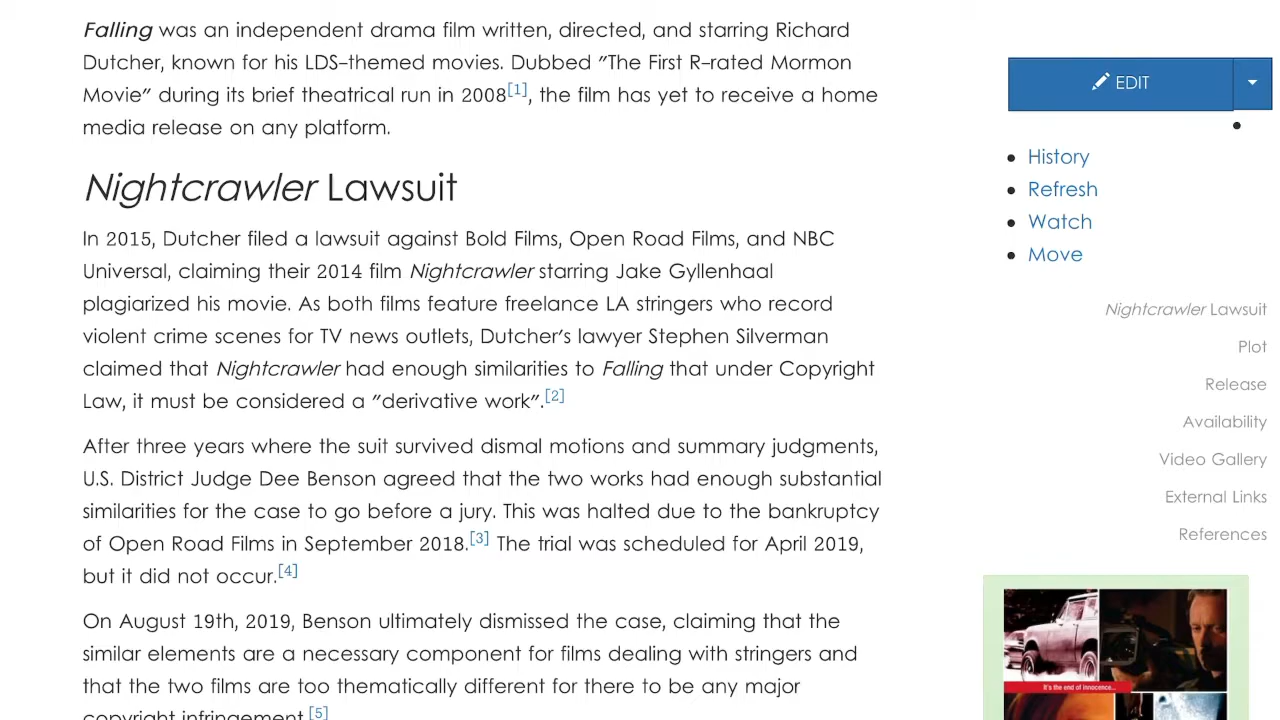 Falling was an independent drama film written, directed, and starring Richard
Dutcher, known for his LDS-themed movies. Dubbed "The First R-rated Mormon
Movie" during its brief theatrical run in 2008[1], the film has yet to receive a home
media release on any platform.
Nightcrawler Lawsuit
In 2015, Dutcher filed a lawsuit against Bold Films, Open Road Films, and NBC
Universal, claiming their 2014 film Nightcrawler starring Jake Gyllenhaal
plagiarized his movie. As both films feature freelance LA stringers who record
violent crime scenes for TV news outlets, Dutcher's lawyer Stephen Silverman
claimed that Nightcrawler had enough similarities to Falling that under Copyright
Law, it must be considered a "derivative work".[2]
After three years where the suit survived dismal motions and summary judgments,
U.S. District Judge Dee Benson agreed that the two works had enough substantial
similarities for the case to go before a jury. This was halted due to the bankruptcy
of Open Road Films in September 2018.[3] The trial was scheduled for April 2019,
but it did not occur.[4]
On August 19th, 2019, Benson ultimately dismissed the case, claiming that the
similar elements are a necessary component for films dealing with stringers and
that the two films are too thematically different for there to be any major
copyright infringement.[5]
EDIT
History
Refresh
Watch
Move
Nightcrawler Lawsuit
Plot
Release
Availability
Video Gallery
External Links
References
It's the end of innocence...